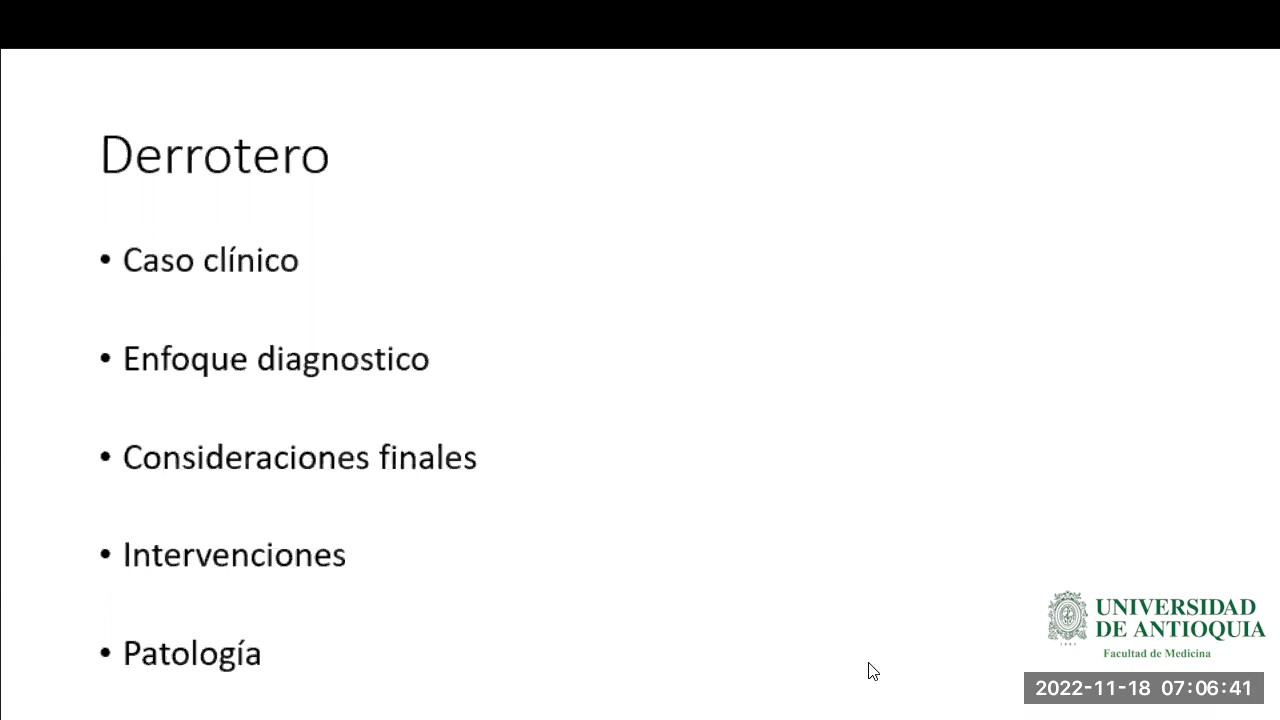 Derrotero
• Caso clínico
• Enfoque diagnostico
• Consideraciones finales
• Intervenciones
• Patología
UNIVERSIDAD
DE ANTIOQUIA
Facultad de Medicina
2022-11-18 07:06:41